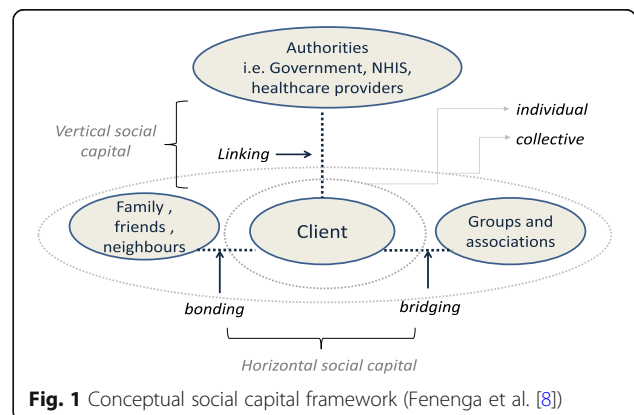 Authorities
i.e. Government, NHIS,
healthcare providers
individual
Vertical social
capital
Linking
collective
Family ,
friends ,
neighbours
Client
Groups and
associations
bonding
bridging
Horizontal social capital
Fig. 1 Conceptual social capital framework (Fenenga et al. [8])